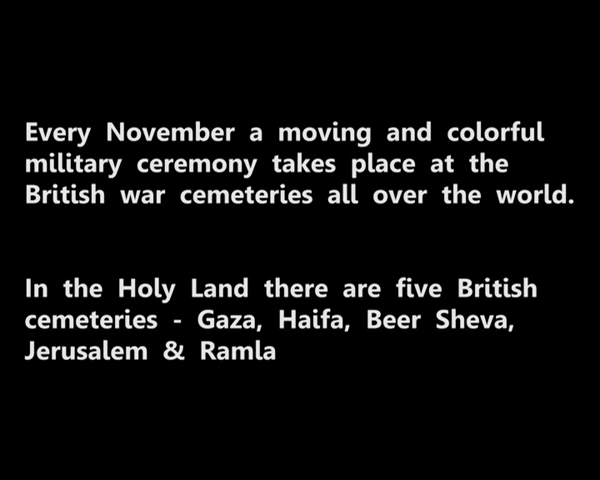 Every November a moving and colorful
military ceremony takes place at the
British war cemeteries all over the world.
In the Holy Land there are five British
cemeteries - Gaza, Haifa, Beer Sheva,
Jerusalem & Ramla